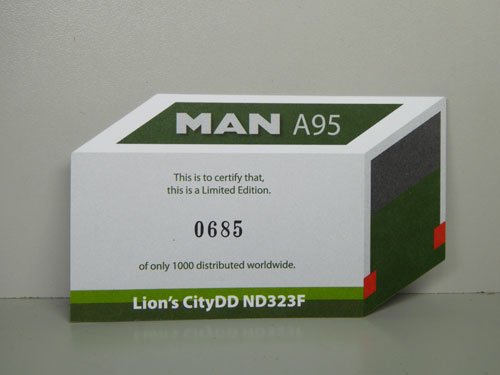 MAN A95
This is to certify that,
this is a Limited Edition.
0685
of only 1000 distributed worldwide.
Lion's CityDD ND323F